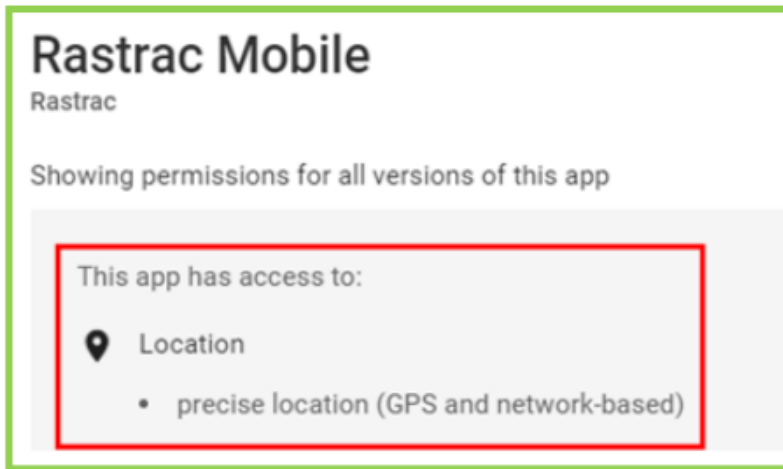 Rastrac Mobile
Rastrac
Showing permissions for all versions of this app
This app has access to:
Location
• precise location (GPS and network-based)